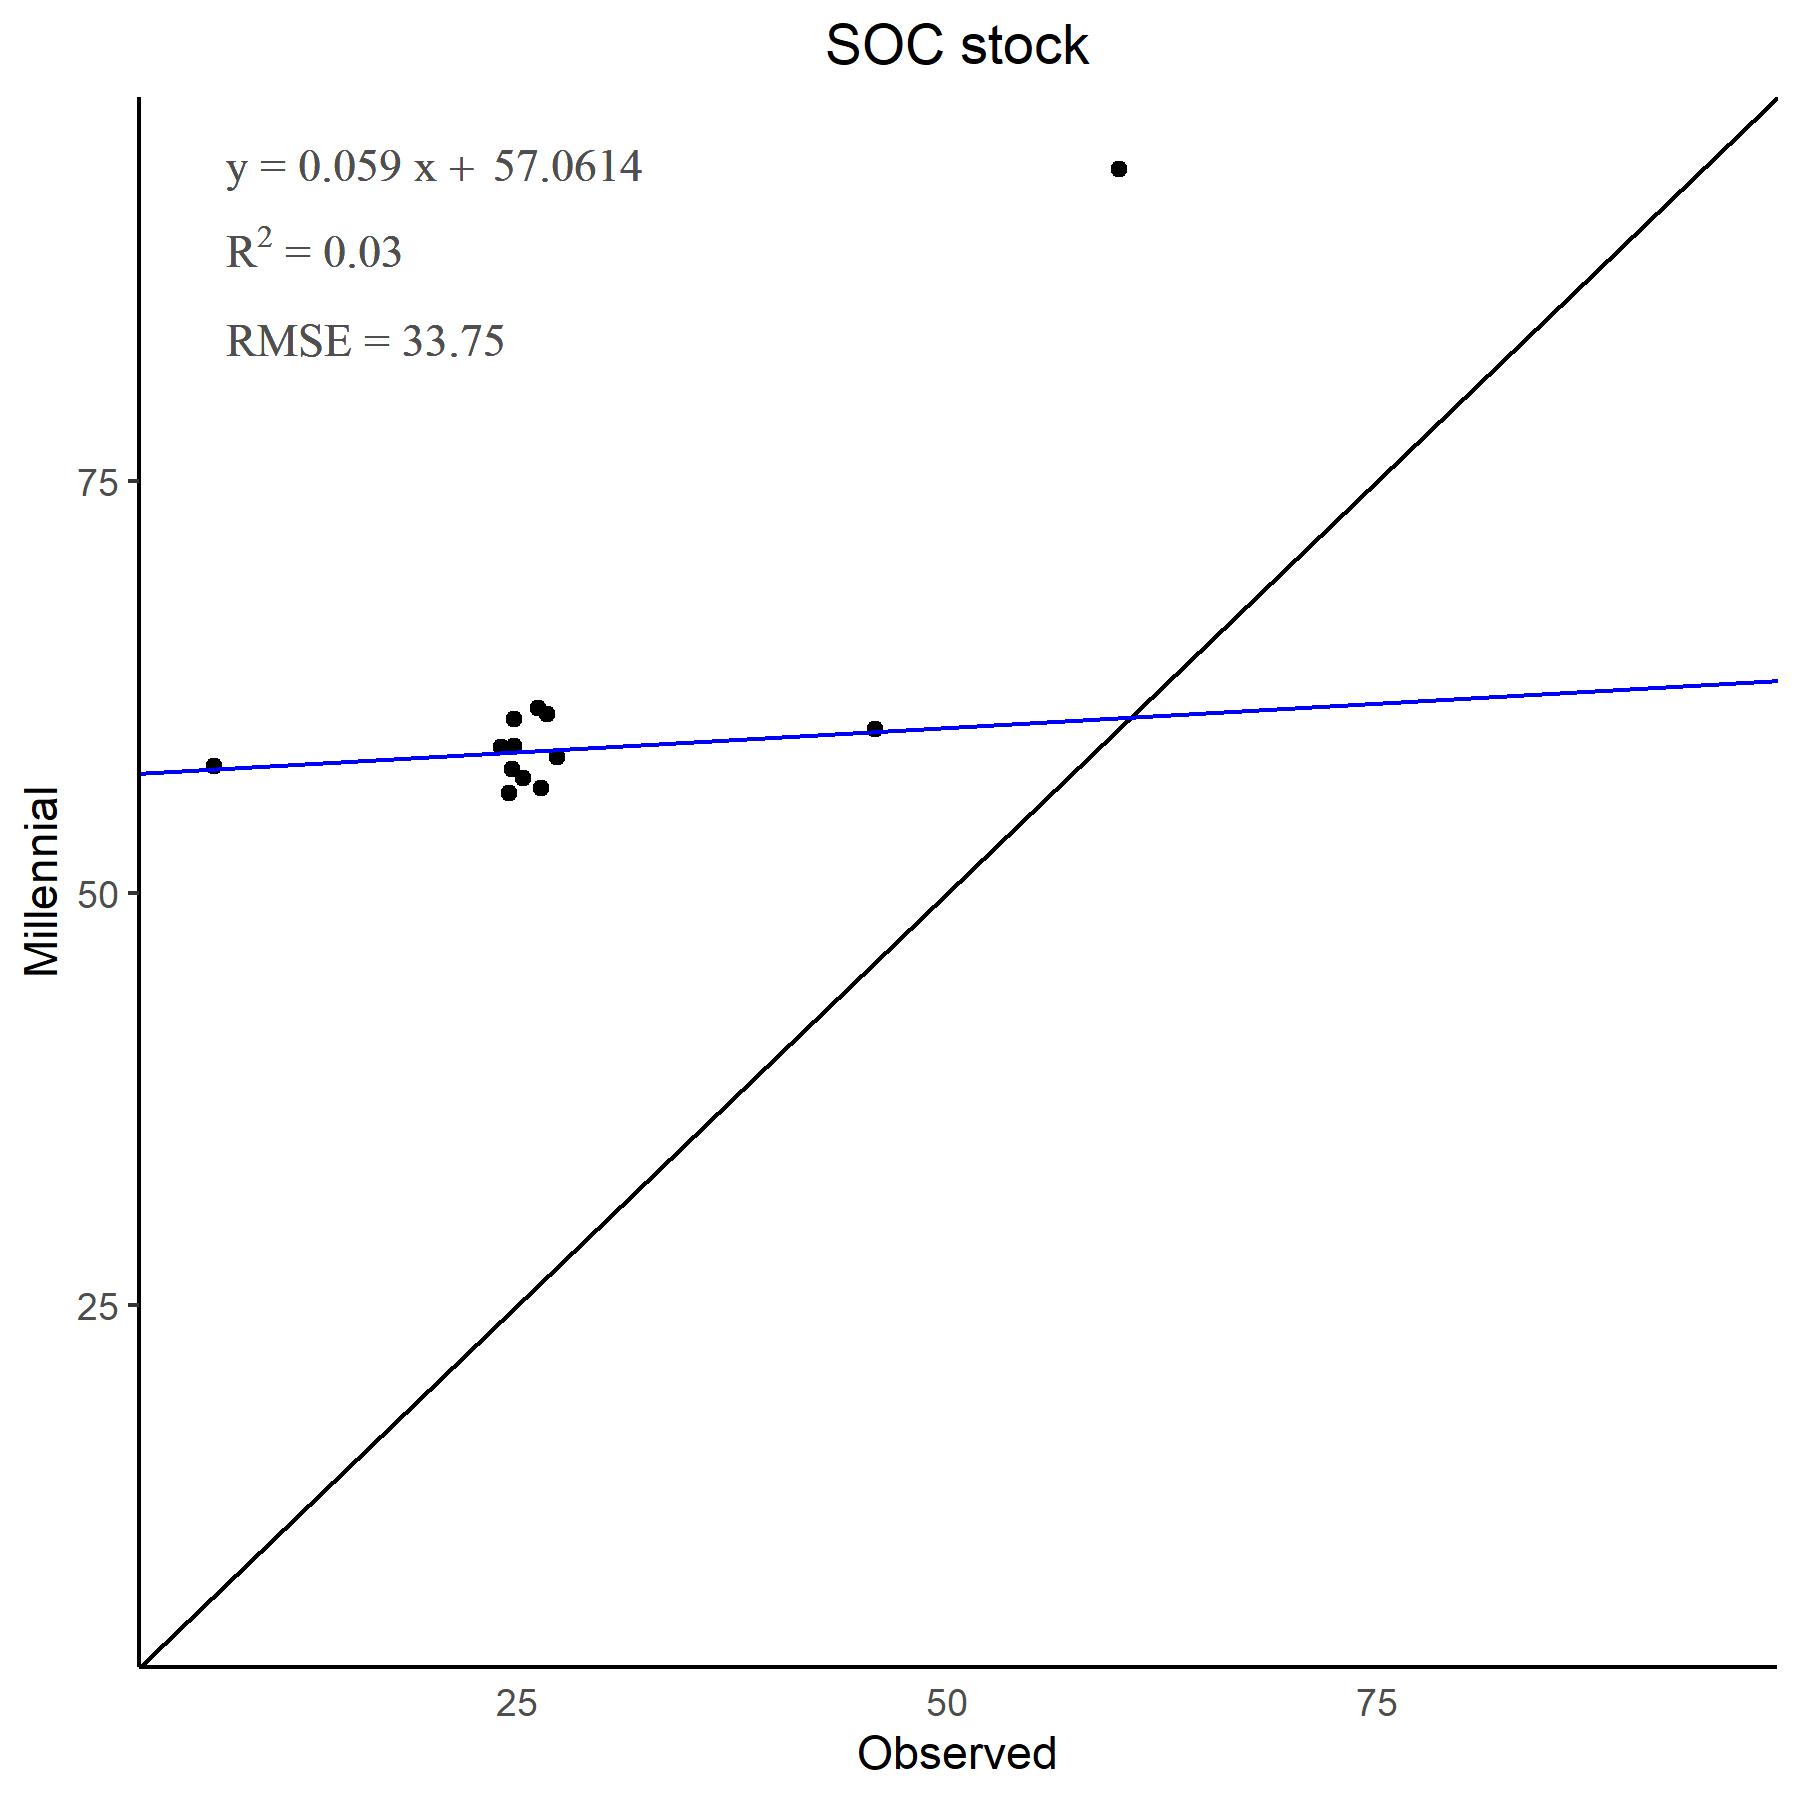 SOC stock
y = 0.059 x + 57.0614
R² = 0.03
RMSE = 33.75
75
50
25
Millennial
25 50 75
Observed